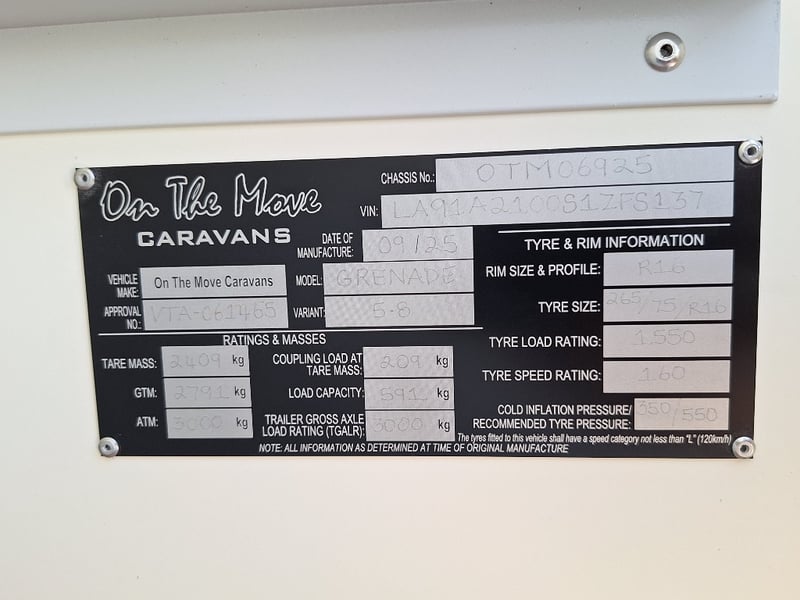 On The Move
CARAVANS
CHASSIS No.: OTM06925
VIN: LA91A2100S1ZFS137
DATE OF MANUFACTURE: 09/25
VEHICLE MAKE: On The Move Caravans
MODEL: GRENADE
APPROVAL NO.: VTA-061465
VARIANT: 5.8
RATINGS & MASSES
TARE MASS: 2409 kg
COUPLING LOAD AT TARE MASS: 209 kg
GTM: 2791 kg
LOAD CAPACITY: 591 kg
ATM: 3000 kg
TRAILER GROSS AXLE LOAD RATING (TGALR): 3000 kg
TYRE & RIM INFORMATION
RIM SIZE & PROFILE: R16
TYRE SIZE: 265/75/R16
TYRE LOAD RATING: 1550
TYRE SPEED RATING: 160
COLD INFLATION PRESSURE/ RECOMMENDED TYRE PRESSURE: 550/550
The tyres fitted to this vehicle shall have a speed category not less than "L" (120km/h)
NOTE: ALL INFORMATION AS DETERMINED AT TIME OF ORIGINAL MANUFACTURE